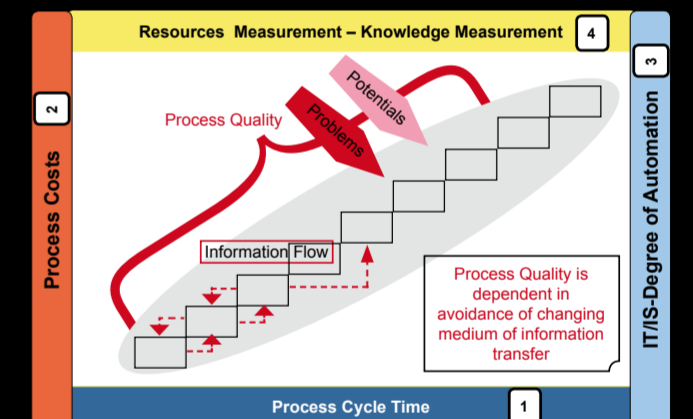 Resources Measurement – Knowledge Measurement
4
2
Process Costs
3
IT/IS-Degree of Automation
Potentials
Problems
Process Quality
Information Flow
Process Quality is
dependent in
avoidance of changing
medium of information
transfer
Process Cycle Time
1